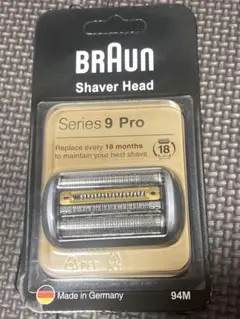 BRAUN
Shaver Head
Series 9 Pro
Replace every 18 months
to maintain your best shave
18
Made in Germany
94M